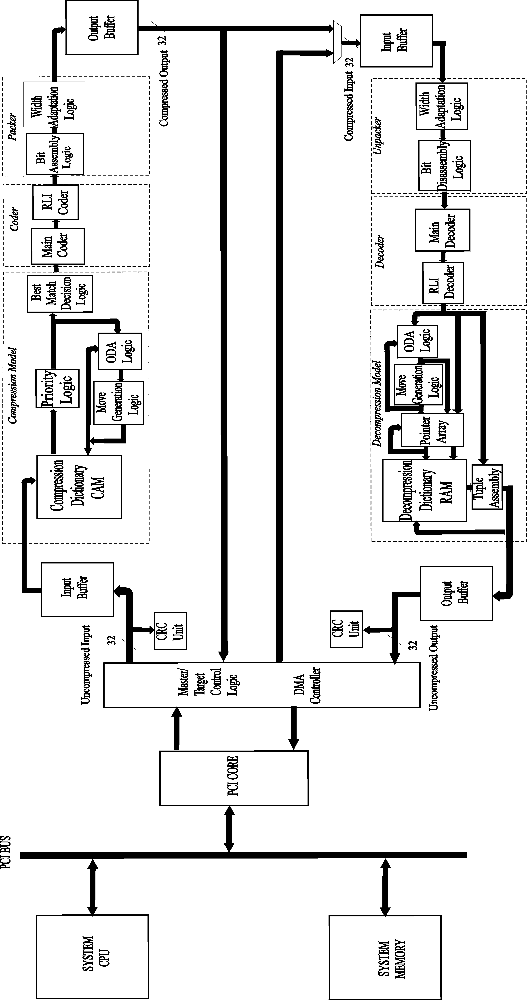 PCI BUS
SYSTEM
CPU
SYSTEM
MEMORY
PCI CORE
Master/
Target
Control
Logic
DMA
Controller
Uncompressed Input
32
CRC
Unit
Input
Buffer
Compression Model
Compression
Dictionary
CAM
Priority
Logic
Move
Generation
Logic
ODA
Logic
Best
Match
Decision
Logic
Coder
Main
Coder
RLI
Coder
Packer
Bit
Assembly
Logic
Width
Adaptation
Logic
Output
Buffer
Compressed Output
32
Compressed Input
32
Input
Buffer
Unpacker
Width
Adaptation
Logic
Bit
Disassembly
Logic
Decoder
Main
Decoder
RLI
Decoder
Decompression Model
ODA
Logic
Move
Generation
Logic
Pointer
Array
Decompression
Dictionary
RAM
Tuple
Assembly
Output
Buffer
CRC
Unit
32
Uncompressed Output